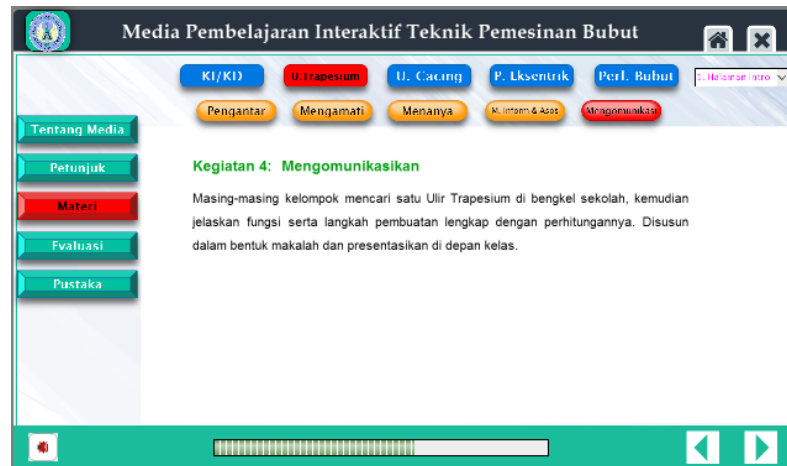 Media Pembelajaran Interaktif Teknik Pemesinan Bubut
KI/KD
U.Trapesium
U. Cacing
P. Eksentrik
Perl. Bubut
1. Halaman Intro
Pengantar
Mengamati
Menanya
M. Inform & Asos
Mengomunikasi
Tentang Media
Petunjuk
Materi
Evaluasi
Pustaka
Kegiatan 4: Mengomunikasikan
Masing-masing kelompok mencari satu Ulir Trapesium di bengkel sekolah, kemudian
jelaskan fungsi serta langkah pembuatan lengkap dengan perhitungannya. Disusun
dalam bentuk makalah dan presentasikan di depan kelas.